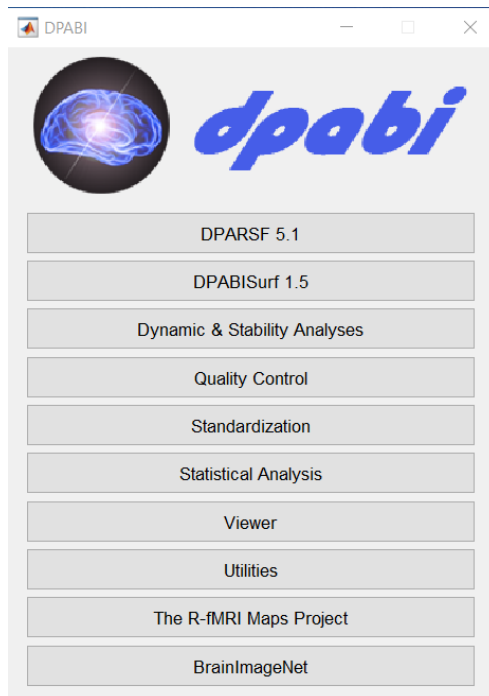 DPABI
dpabi
DPARSF 5.1
DPABISurf 1.5
Dynamic & Stability Analyses
Quality Control
Standardization
Statistical Analysis
Viewer
Utilities
The R-fMRI Maps Project
BrainImageNet